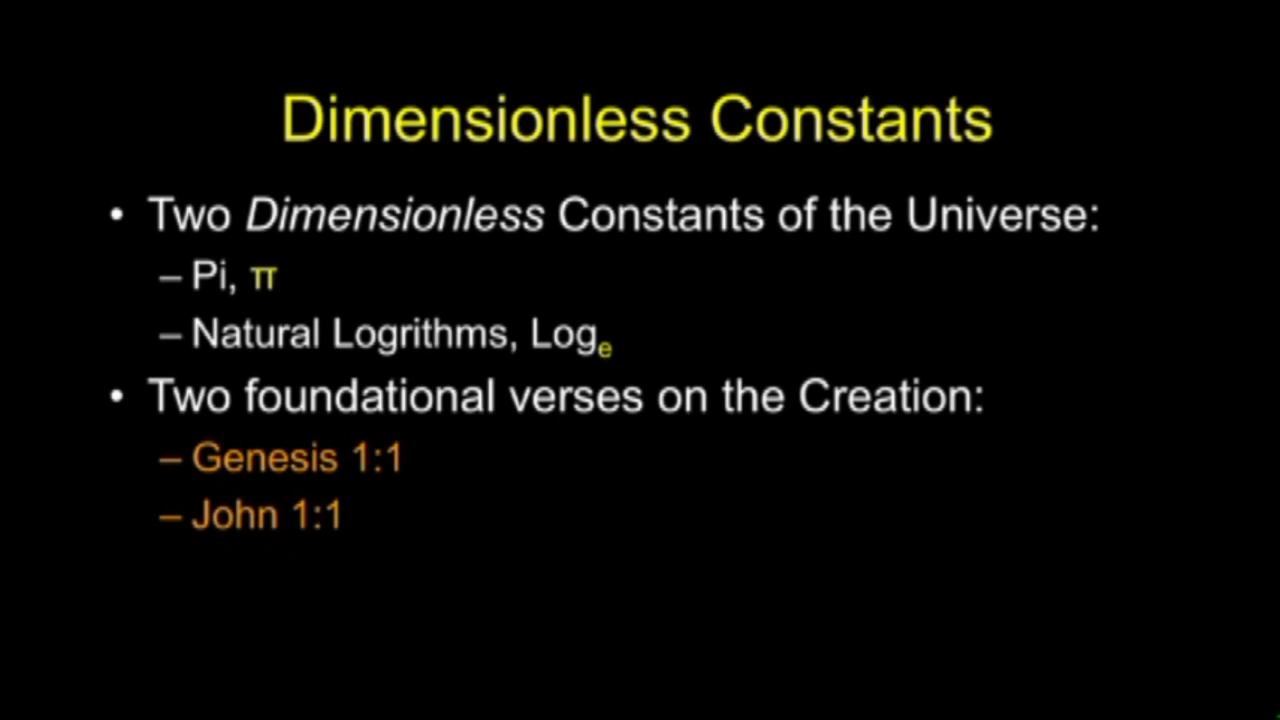 Dimensionless Constants
• Two Dimensionless Constants of the Universe:
– Pi, π
– Natural Logrithms, Logₑ
• Two foundational verses on the Creation:
– Genesis 1:1
– John 1:1